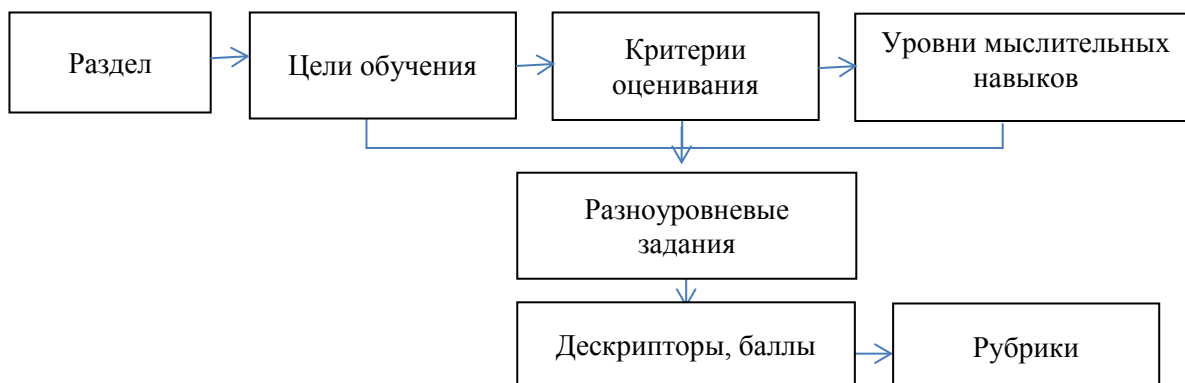 Раздел
Цели обучения
Критерии
оценивания
Уровни мыслительных
навыков
Разноуровневые
задания
Дескрипторы, баллы
Рубрики